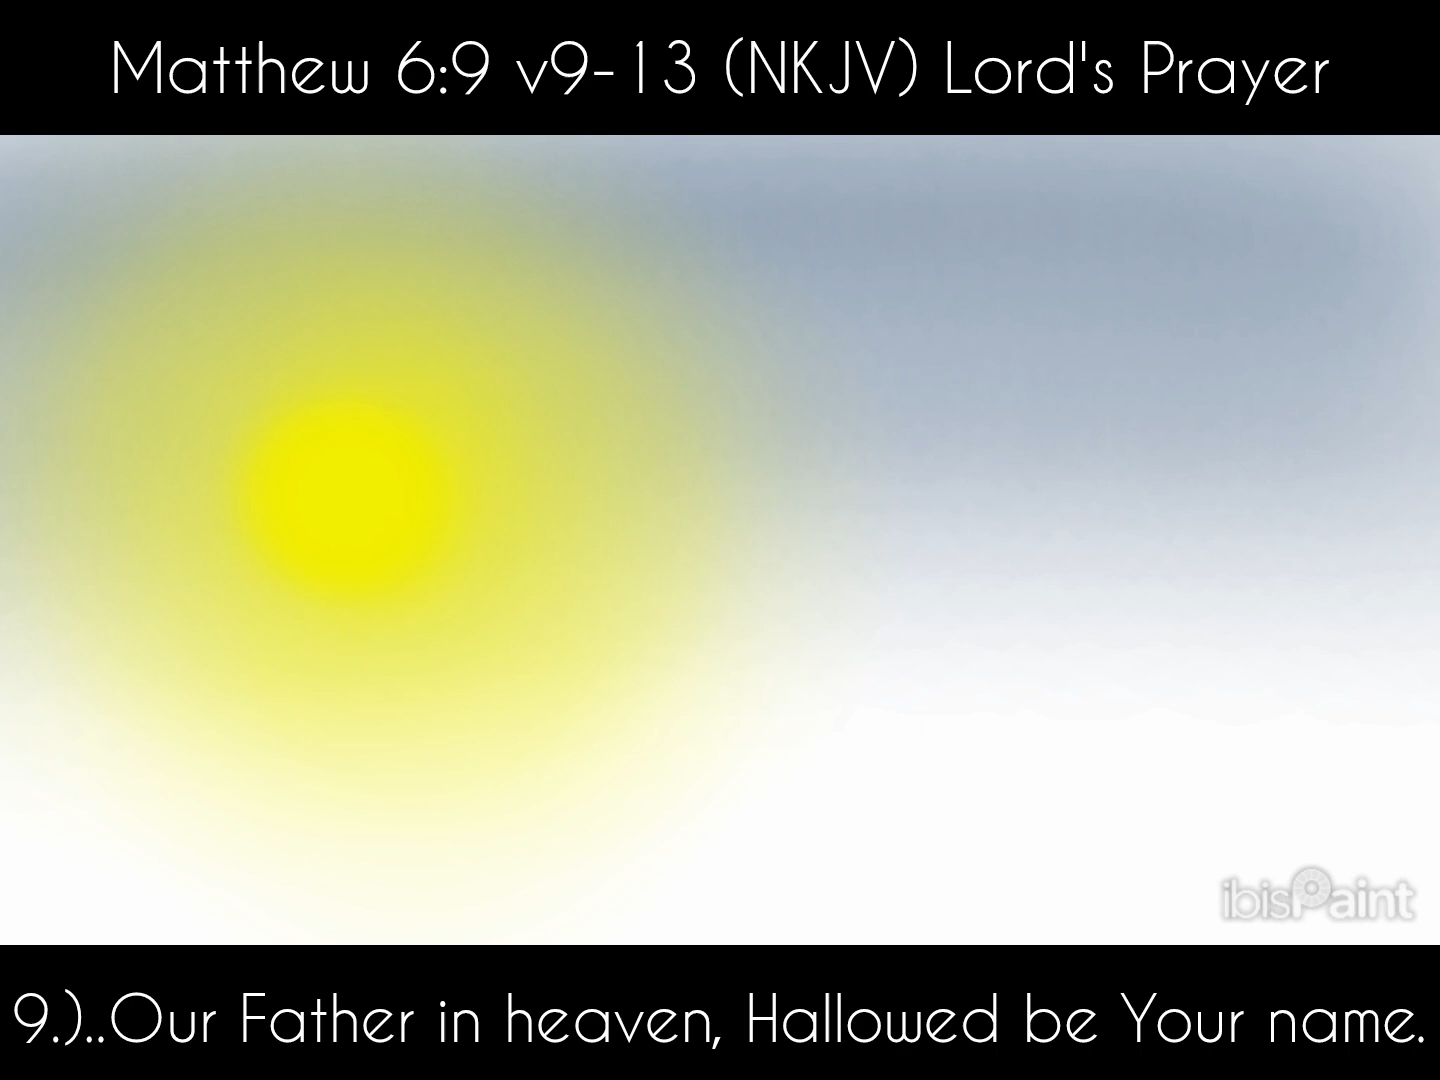 Matthew 6:9 v9-13 (NKJV) Lord's Prayer
ibisPaint
9.)..Our Father in heaven, Hallowed be Your name.